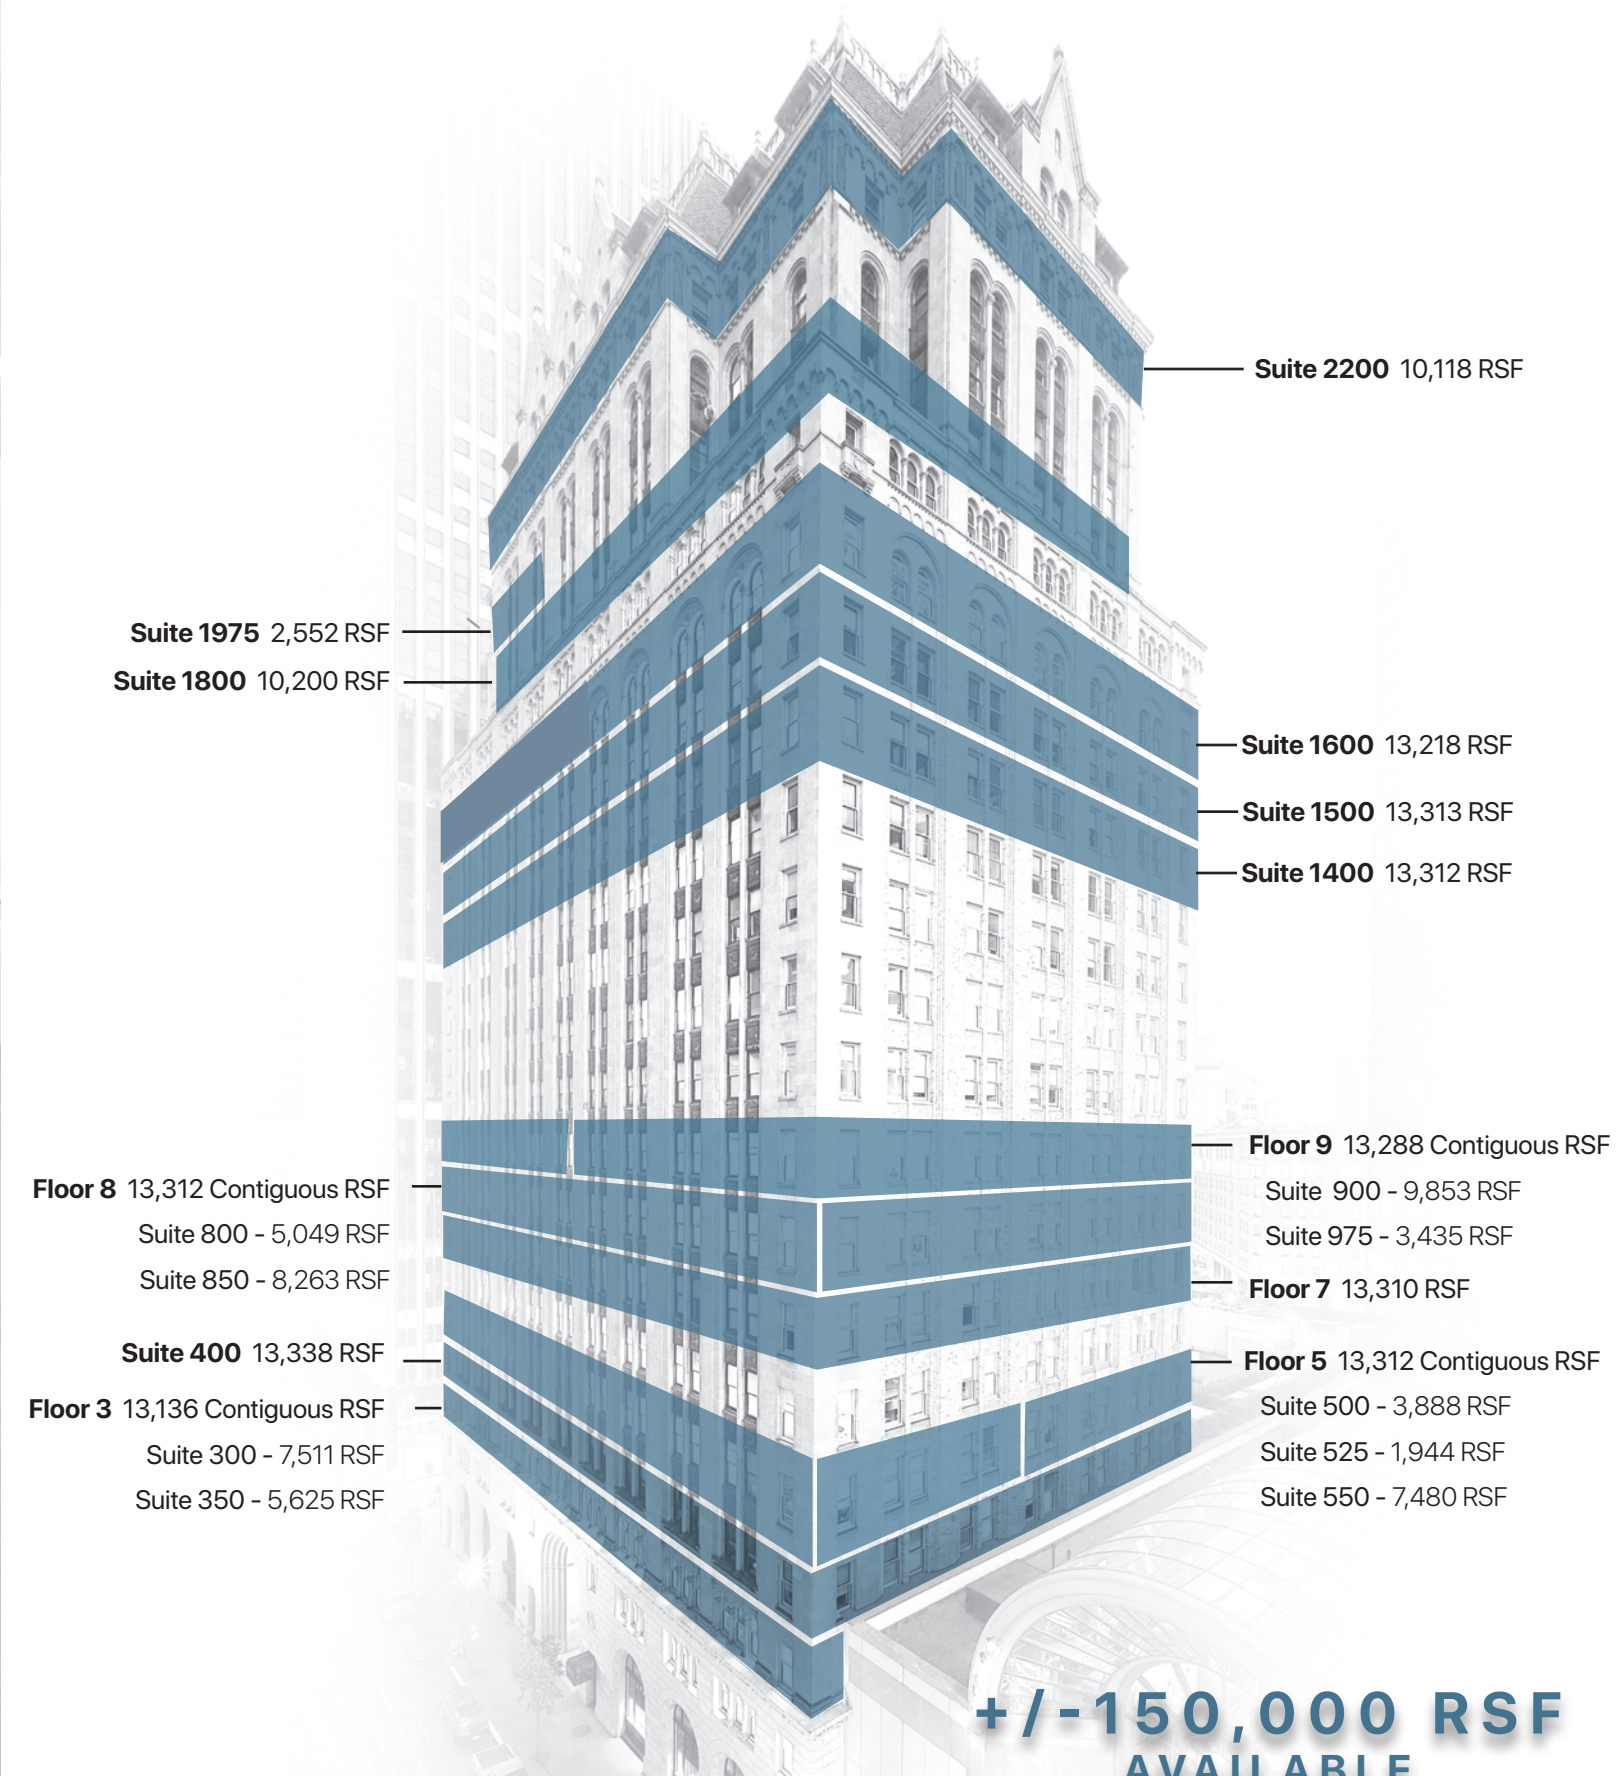 Suite 2200 10,118 RSF
Suite 1975 2,552 RSF
Suite 1800 10,200 RSF
Suite 1600 13,218 RSF
Suite 1500 13,313 RSF
Suite 1400 13,312 RSF
Floor 9 13,288 Contiguous RSF
Suite 900 - 9,853 RSF
Suite 975 - 3,435 RSF
Floor 8 13,312 Contiguous RSF
Suite 800 - 5,049 RSF
Suite 850 - 8,263 RSF
Floor 7 13,310 RSF
Suite 400 13,338 RSF
Floor 3 13,136 Contiguous RSF
Suite 300 - 7,511 RSF
Suite 350 - 5,625 RSF
Floor 5 13,312 Contiguous RSF
Suite 500 - 3,888 RSF
Suite 525 - 1,944 RSF
Suite 550 - 7,480 RSF
+/-150,000 RSF
AVAILABLE